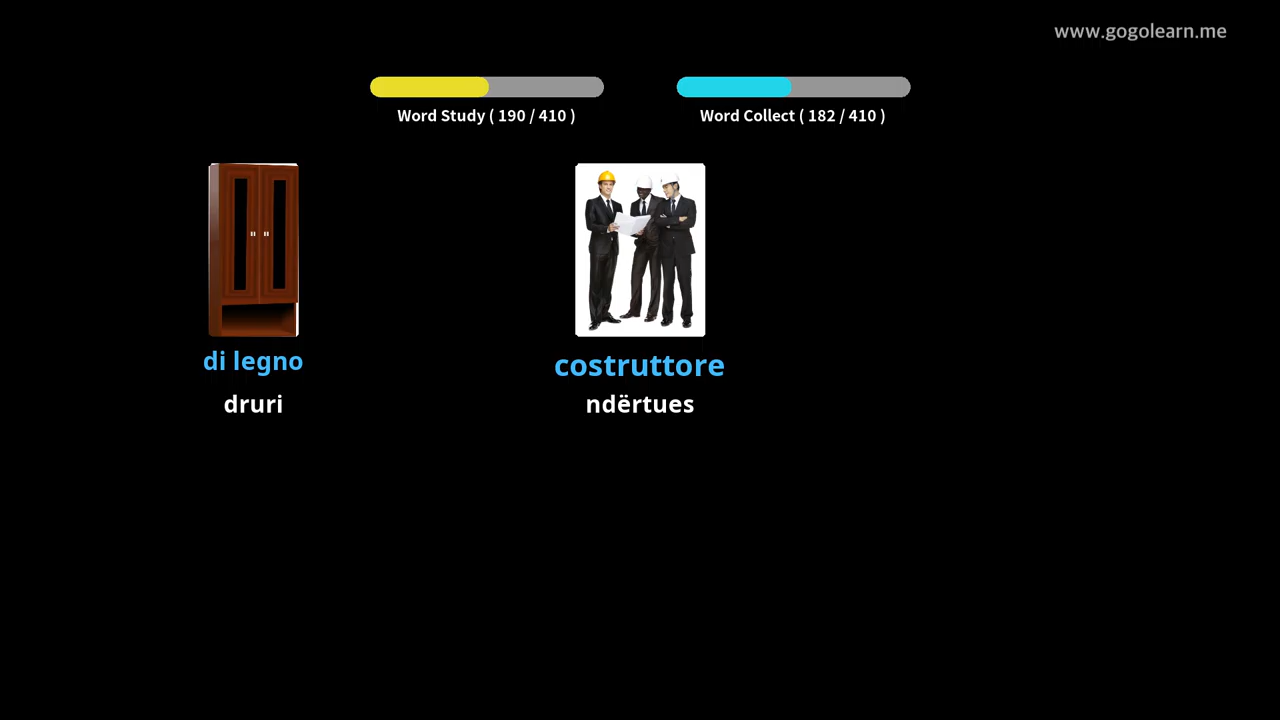 www.gogolearn.me
Word Study ( 190 / 410 )
Word Collect ( 182 / 410 )
di legno
druri
costruttore
ndërtues